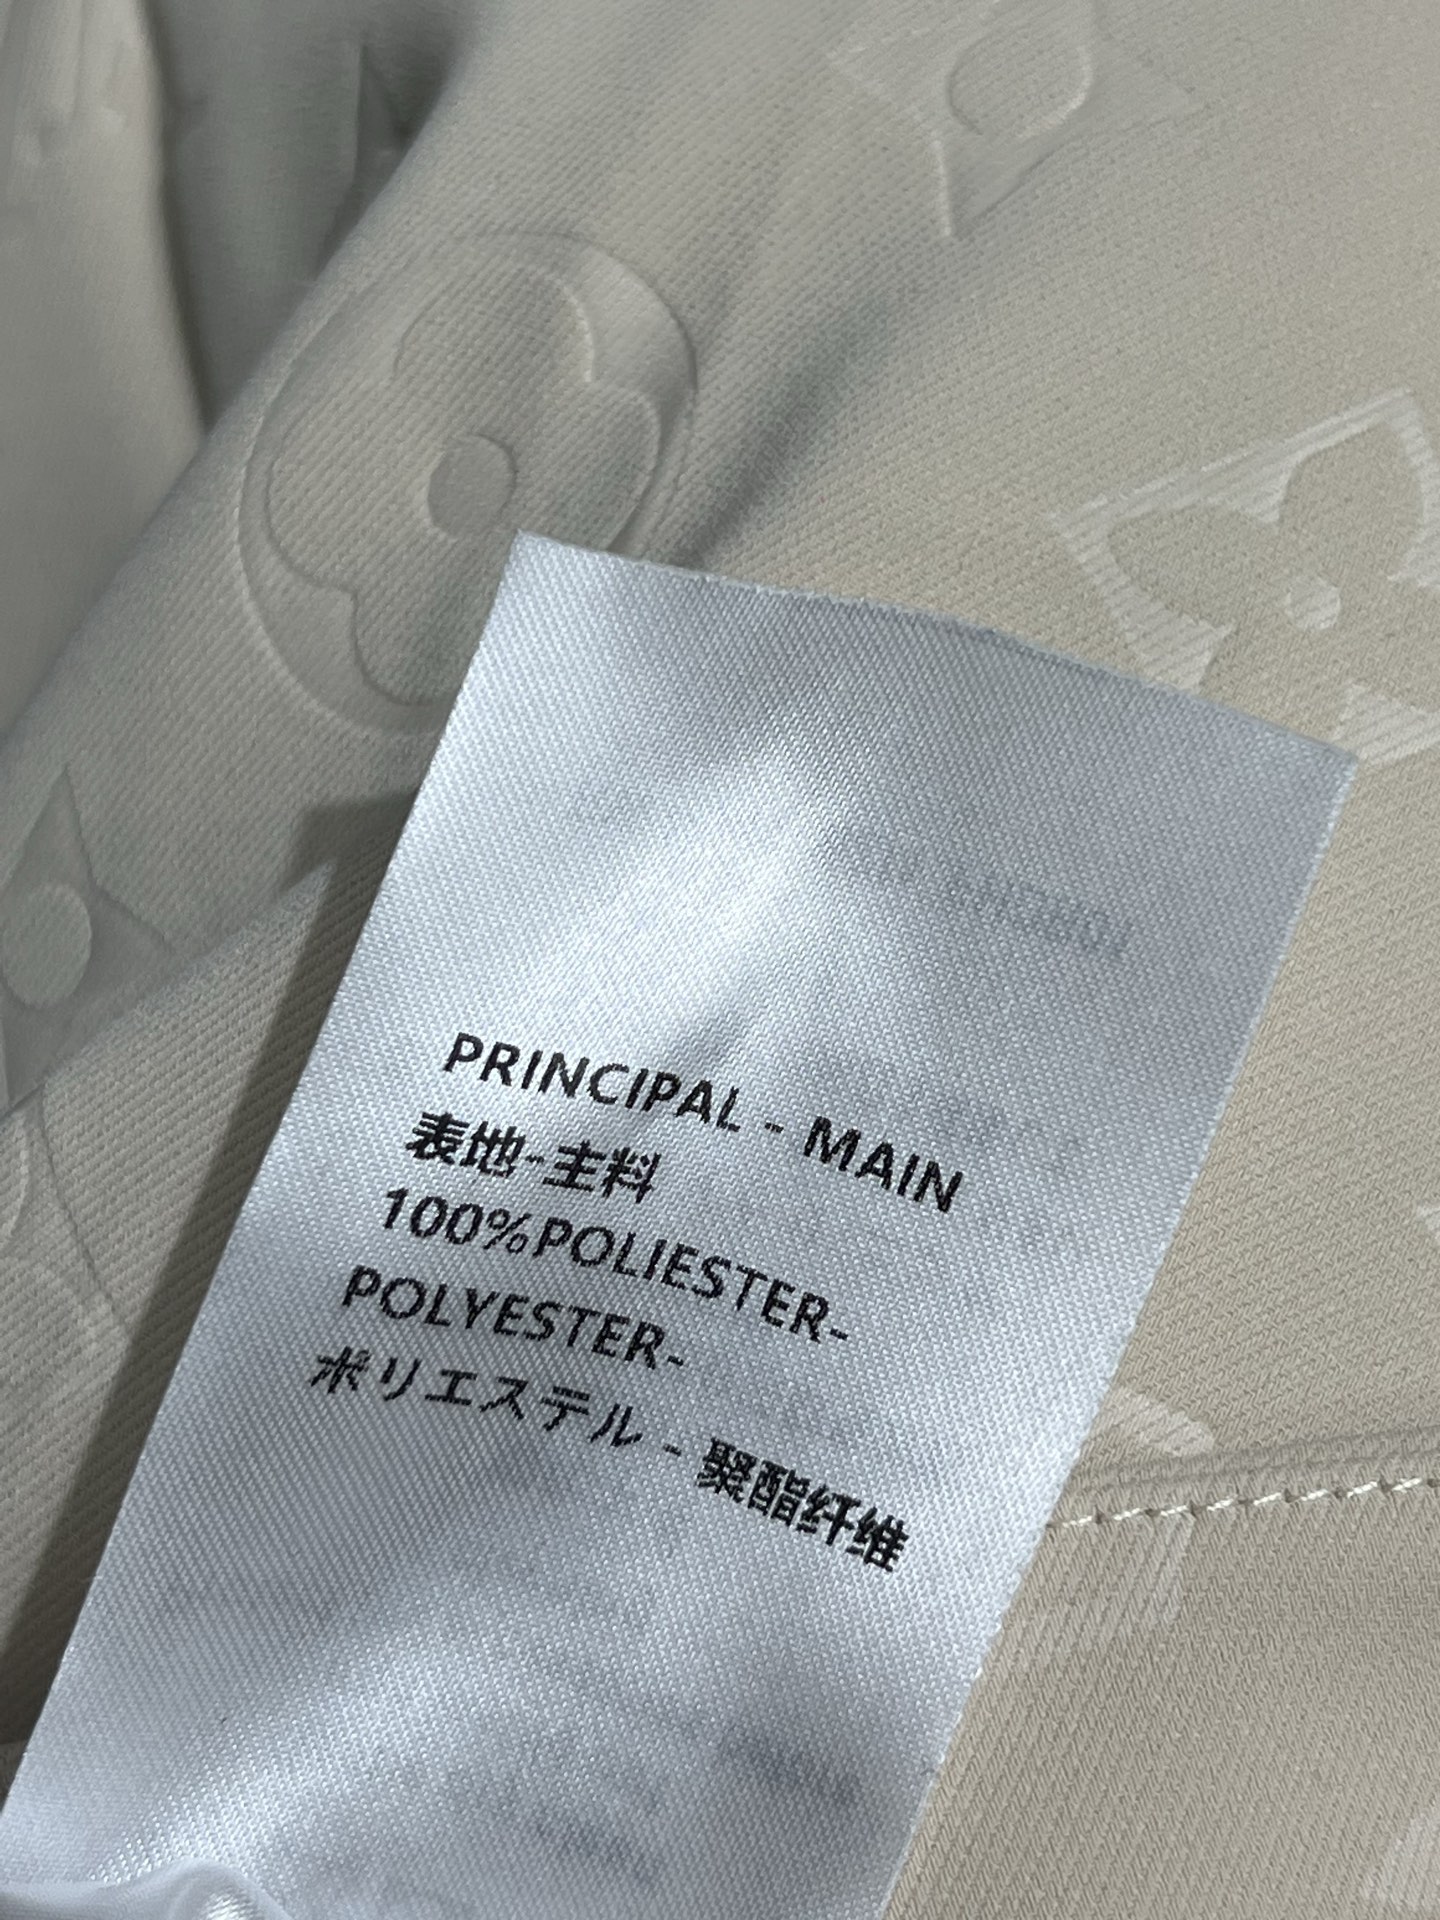 PRINCIPAL - MAIN
表地-主料
100%POLIESTER-
POLYESTER-
ポリエステル - 聚酯纤维